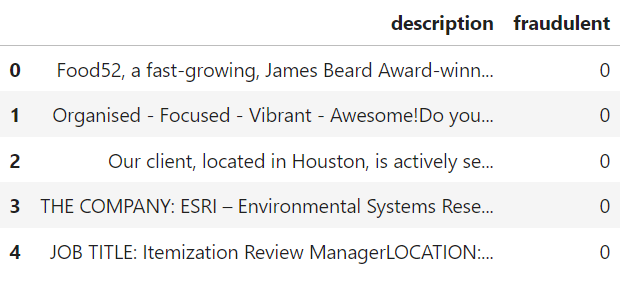 description fraudulent
0 Food52, a fast-growing, James Beard Award-winn... 0
1 Organised - Focused - Vibrant - Awesome!Do you... 0
2 Our client, located in Houston, is actively se... 0
3 THE COMPANY: ESRI – Environmental Systems Rese... 0
4 JOB TITLE: Itemization Review ManagerLOCATION:... 0